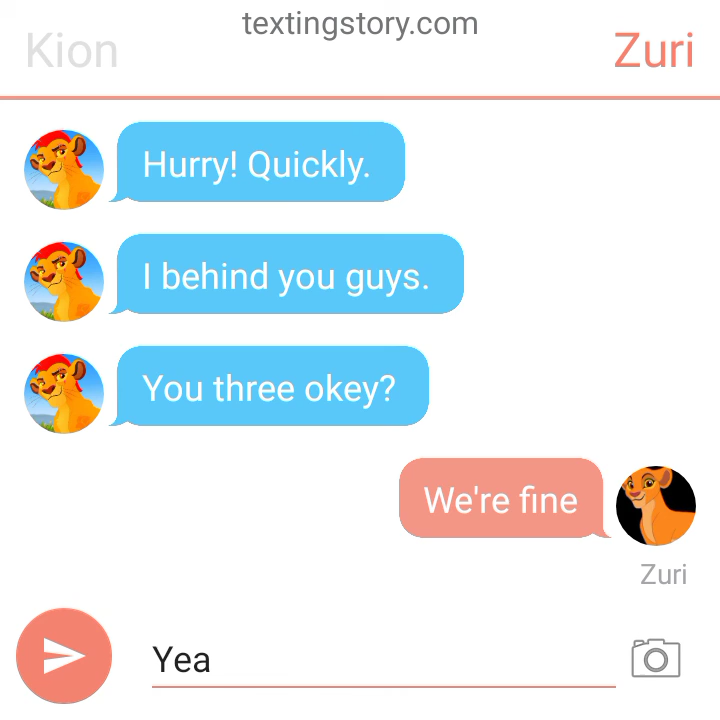 textingstory.com
Kion
Zuri
Hurry! Quickly.
I behind you guys.
You three okey?
We're fine
Zuri
Yea